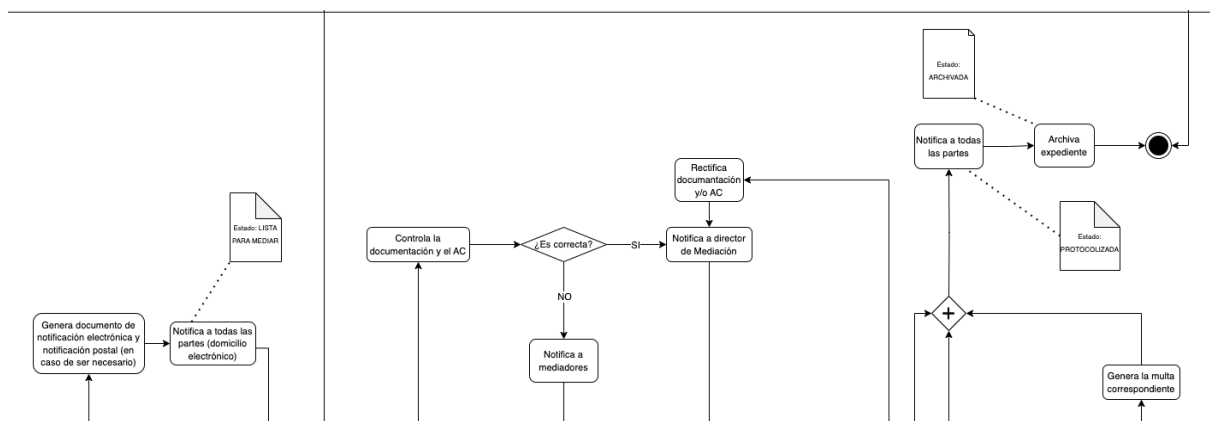 Estado:
ARCHIVADA
Notifica a todas
las partes
Archiva
expediente
Rectifica
documantación
y/o AC
Estado: LISTA
PARA MEDIAR
Controla la
documentación y el AC
¿Es correcta?
SI
Notifica a director
de Mediación
Estado:
PROTOCOLIZADA
NO
Genera documento de
notificación electrónica y
notificación postal (en
caso de ser necesario)
Notifica a todas las
partes (domicilio
electrónico)
Notifica a
mediadores
Genera la multa
correspondiente